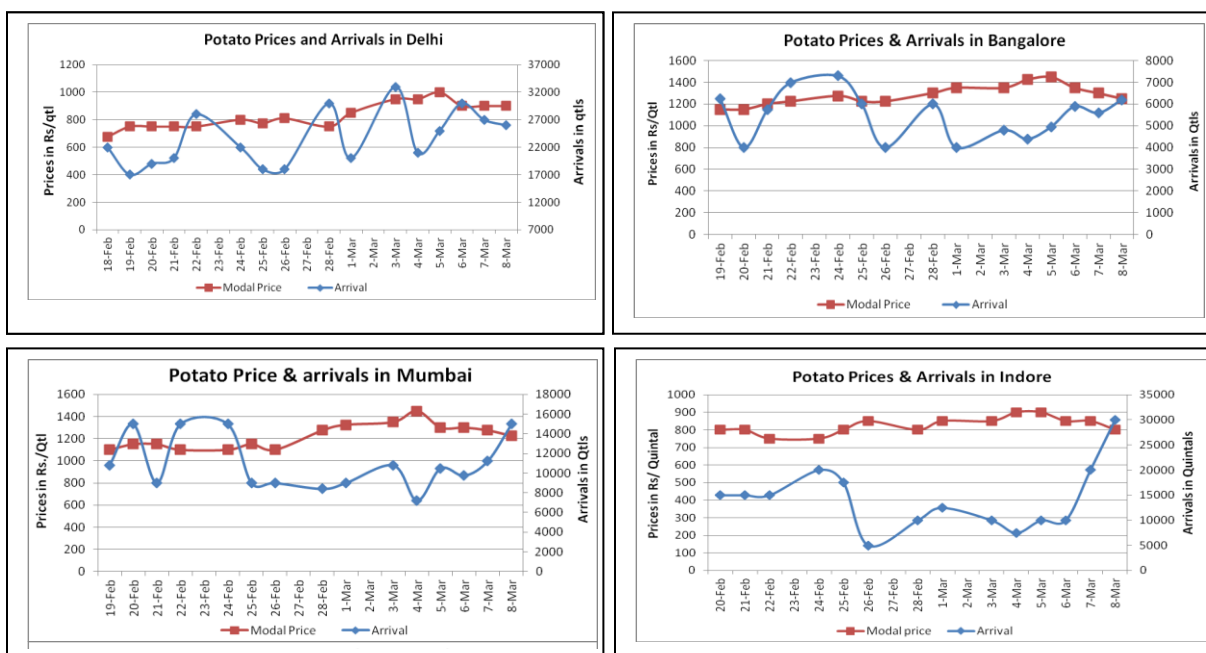 Potato Prices and Arrivals in Delhi
Prices in Rs/qtl
1200
1000
800
600
400
200
0
37000
32000
27000
22000
17000
12000
7000
Arrivals in qtls
18-Feb
19-Feb
20-Feb
21-Feb
22-Feb
23-Feb
24-Feb
25-Feb
26-Feb
27-Feb
28-Feb
1-Mar
2-Mar
3-Mar
4-Mar
5-Mar
6-Mar
7-Mar
8-Mar
Modal Price
Arrival
Potato Prices & Arrivals in Bangalore
Prices in Rs/Qtl
1600
1400
1200
1000
800
600
400
200
0
8000
7000
6000
5000
4000
3000
2000
1000
0
Arrivals in Qtls
19-Feb
20-Feb
21-Feb
22-Feb
23-Feb
24-Feb
25-Feb
26-Feb
27-Feb
28-Feb
1-Mar
2-Mar
3-Mar
4-Mar
5-Mar
6-Mar
7-Mar
8-Mar
Modal Price
Arrival
Potato Price & arrivals in Mumbai
Prices in Rs./Qtl
1600
1400
1200
1000
800
600
400
200
0
18000
16000
14000
12000
10000
8000
6000
4000
2000
0
Arrivals in Qtls
19-Feb
20-Feb
21-Feb
22-Feb
23-Feb
24-Feb
25-Feb
26-Feb
27-Feb
28-Feb
1-Mar
2-Mar
3-Mar
4-Mar
5-Mar
6-Mar
7-Mar
8-Mar
Modal Price
Arrival
Potato Prices & Arrivals in Indore
Prices in Rs/ Quintal
1000
900
800
700
600
500
400
300
200
100
0
35000
30000
25000
20000
15000
10000
5000
0
Arrivals in Quintals
20-Feb
21-Feb
22-Feb
23-Feb
24-Feb
25-Feb
26-Feb
27-Feb
28-Feb
1-Mar
2-Mar
3-Mar
4-Mar
5-Mar
6-Mar
7-Mar
8-Mar
Modal price
Arrival